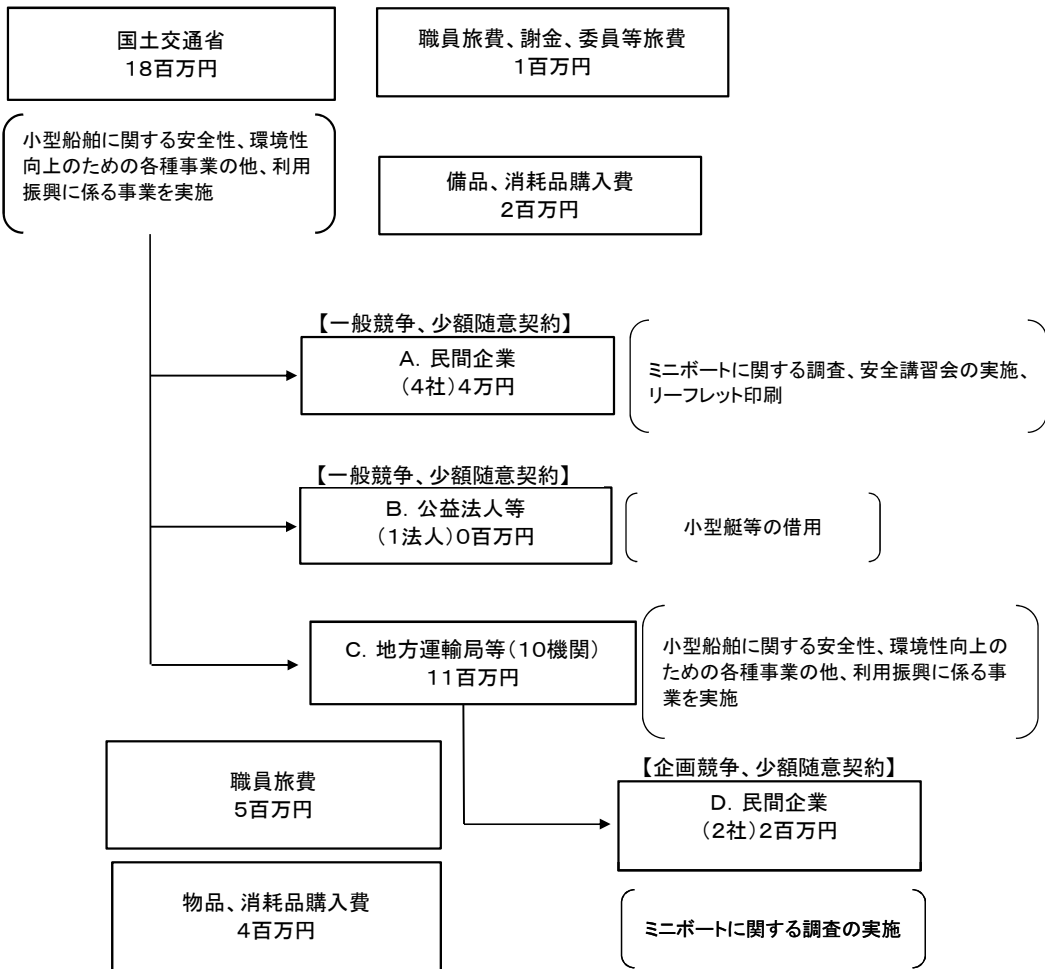 国土交通省
18百万円
職員旅費、謝金、委員等旅費
1百万円
小型船舶に関する安全性、環境性
向上のための各種事業の他、利用
振興に係る事業を実施
備品、消耗品購入費
2百万円
【一般競争、少額随意契約】
A. 民間企業
(4社)4万円
ミニボートに関する調査、安全講習会の実施、
リーフレット印刷
【一般競争、少額随意契約】
B. 公益法人等
(1法人)0百万円
小型艇等の借用
C. 地方運輸局等(10機関)
11百万円
小型船舶に関する安全性、環境性向上の
ための各種事業の他、利用振興に係る事
業を実施
職員旅費
5百万円
【企画競争、少額随意契約】
D. 民間企業
(2社)2百万円
物品、消耗品購入費
4百万円
ミニボートに関する調査の実施